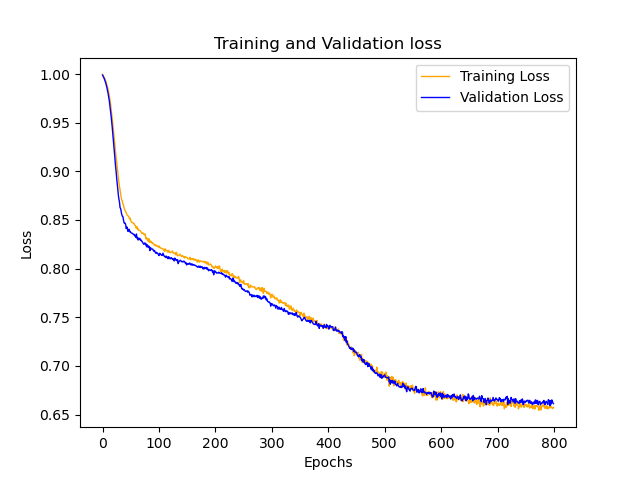 Training and Validation loss
Training Loss
Validation Loss
1.00
0.95
0.90
0.85
0.80
0.75
0.70
0.65
Loss
0 100 200 300 400 500 600 700 800
Epochs